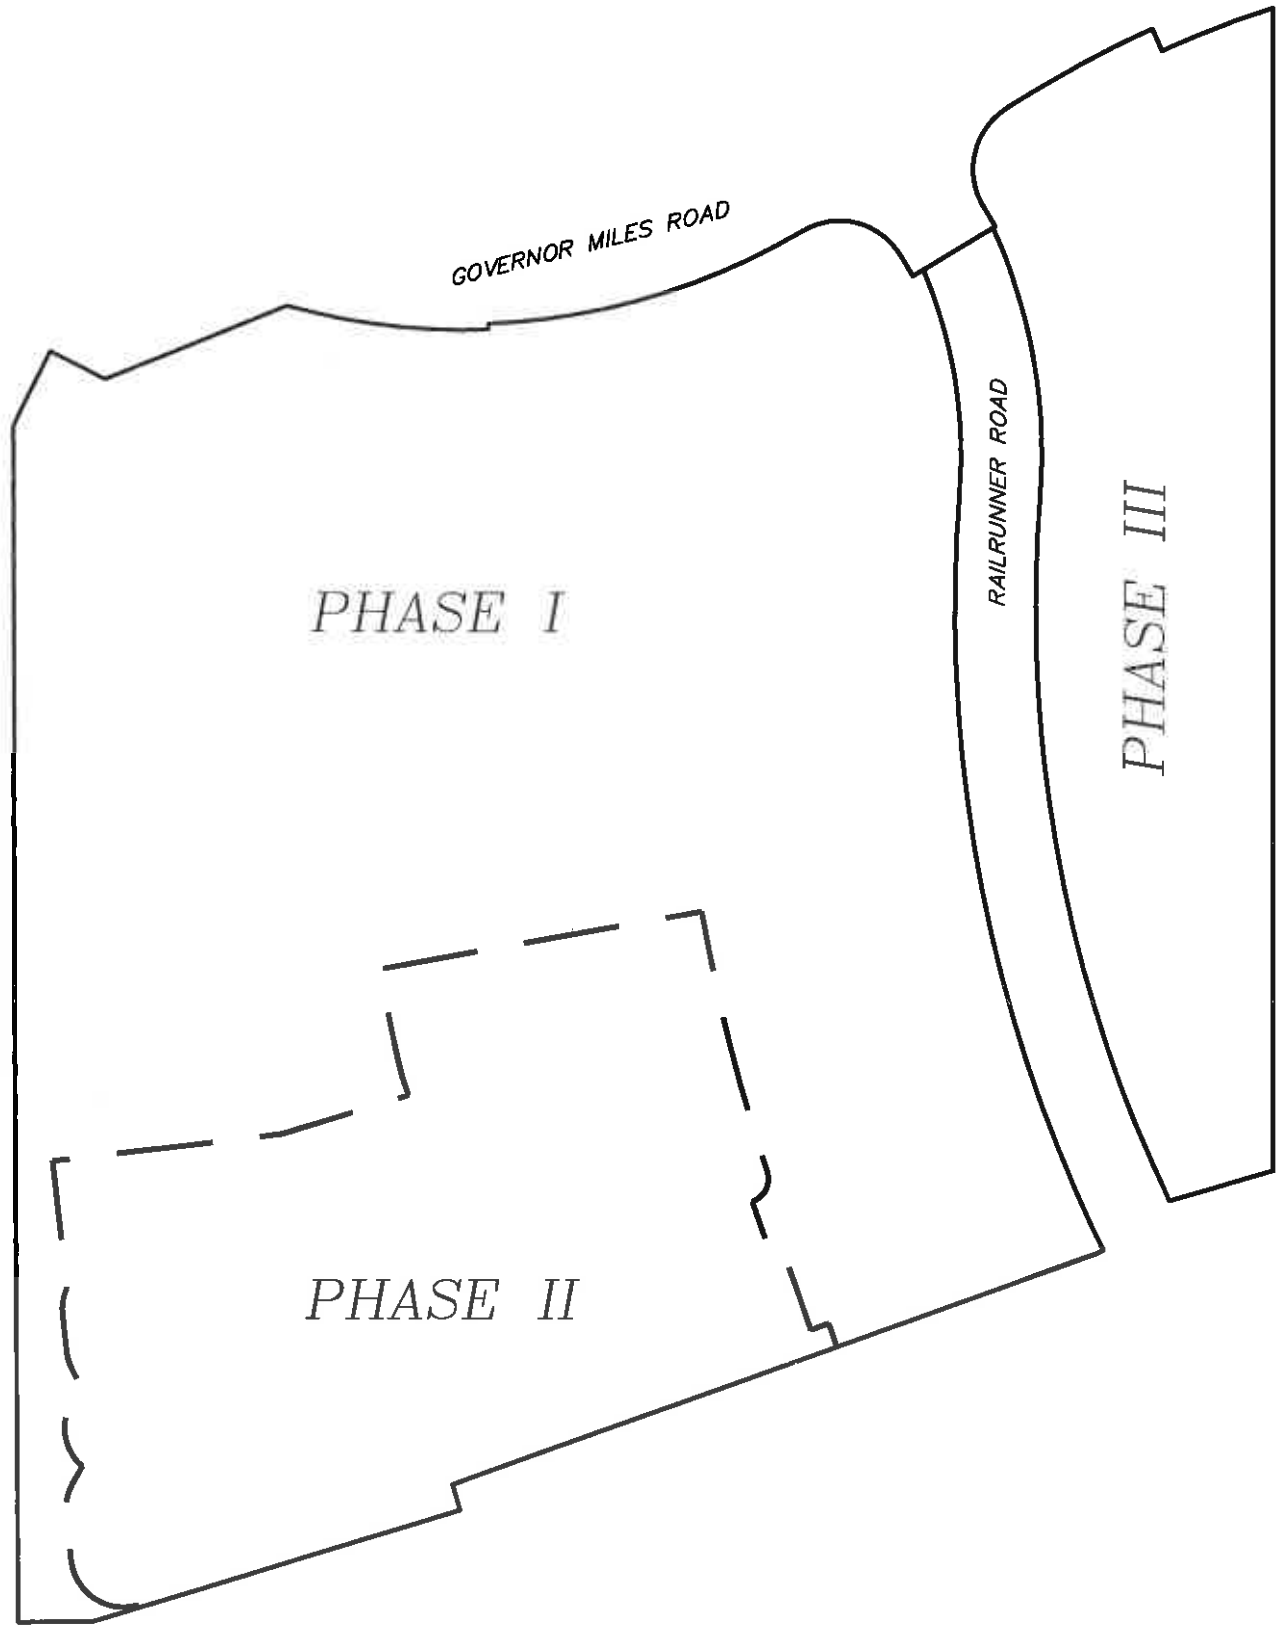 GOVERNOR MILES ROAD
RAILRUNNER ROAD
PHASE III
PHASE I
PHASE II